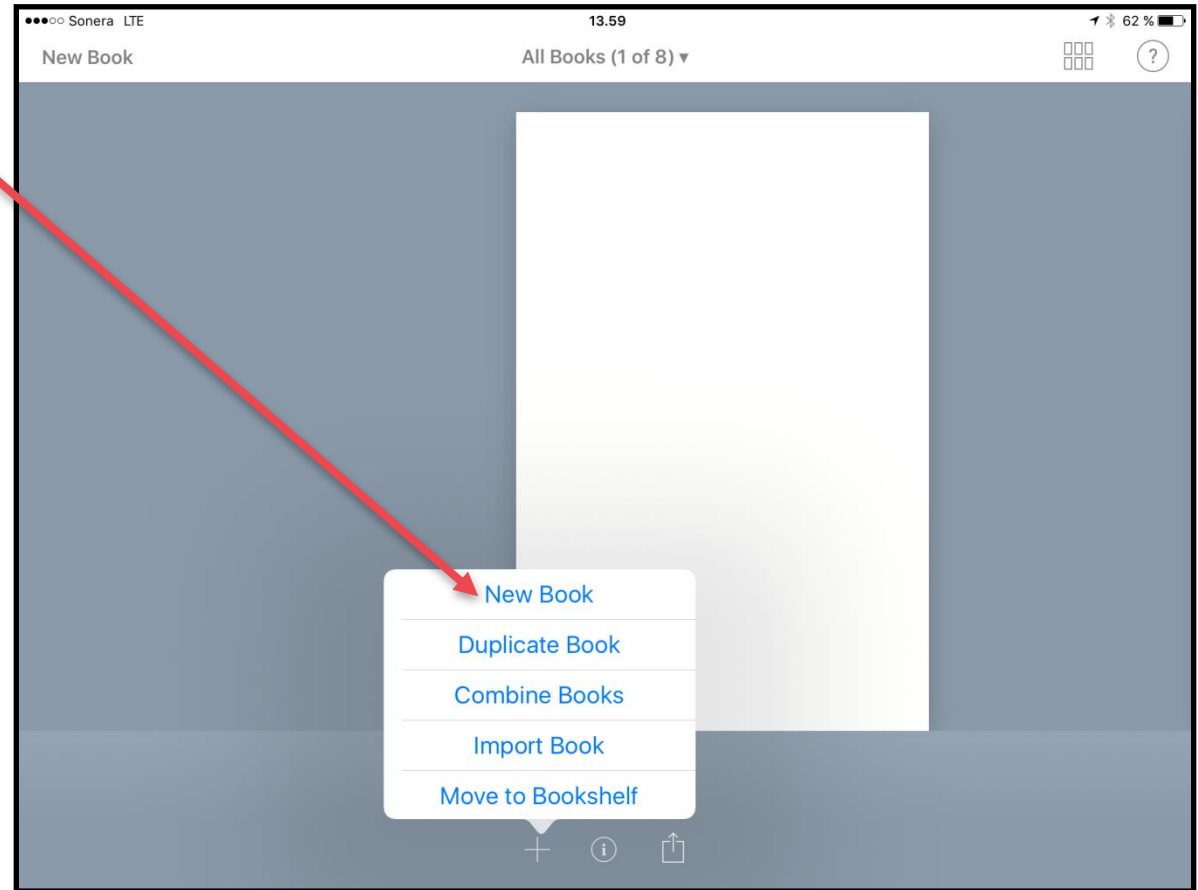 ●●●○○ Sonera LTE 13.59 62 %
New Book All Books (1 of 8) ▾ ?
New Book
Duplicate Book
Combine Books
Import Book
Move to Bookshelf